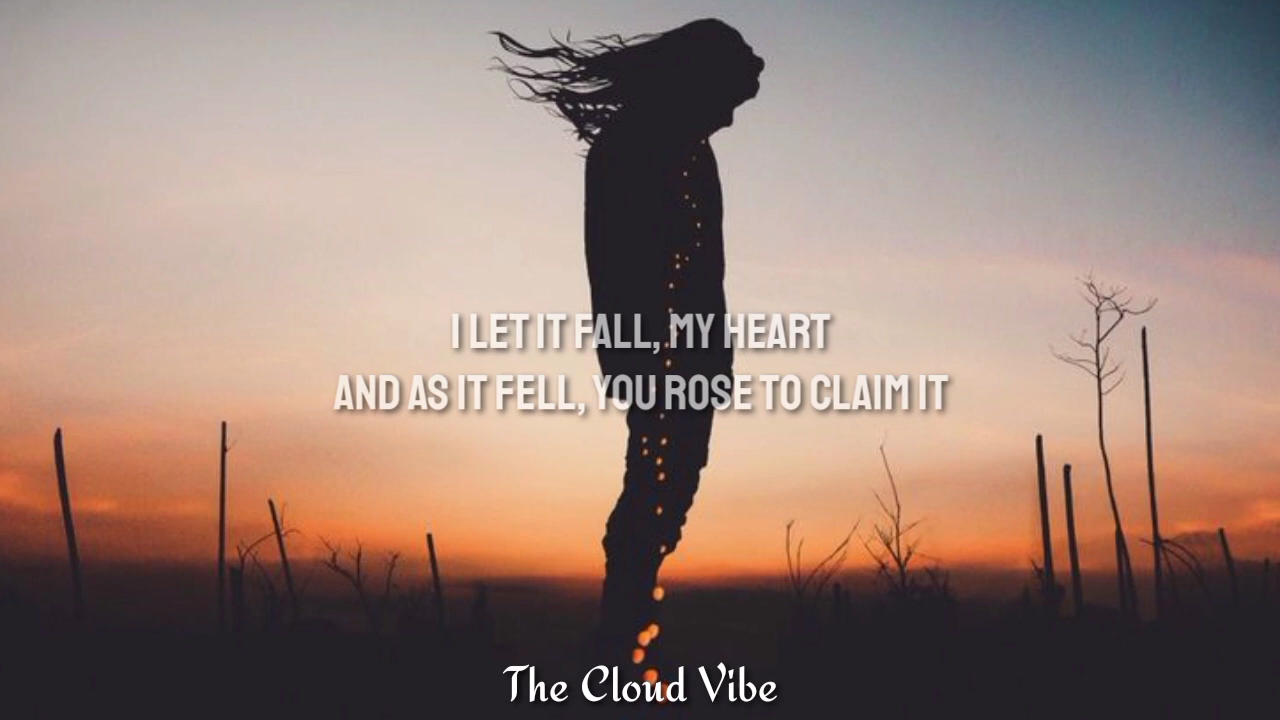 I LET IT FALL, MY HEART
AND AS IT FELL, YOU ROSE TO CLAIM IT
The Cloud Vibe